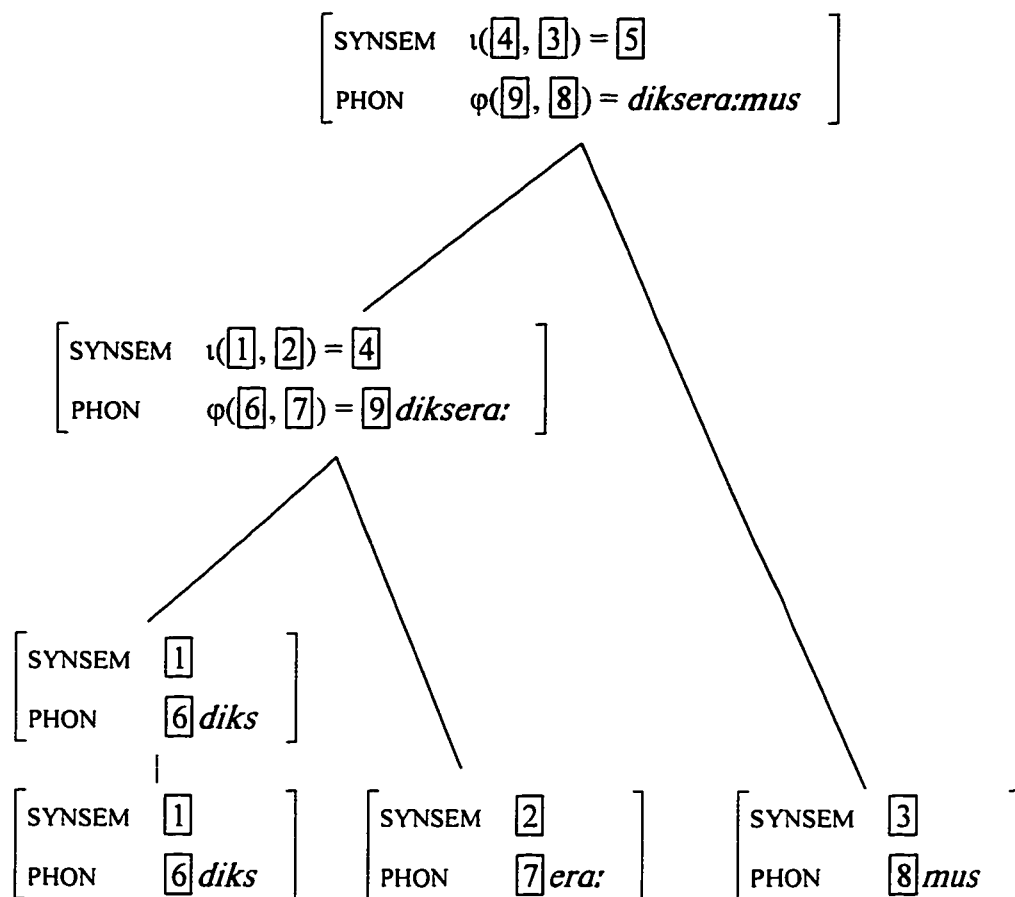 SYNSEM ι(4, 3) = 5
PHON φ(9, 8) = diksera:mus
SYNSEM ι(1, 2) = 4
PHON φ(6, 7) = 9 diksera:
SYNSEM 1
PHON 6 diks
SYNSEM 1 SYNSEM 2 SYNSEM 3
PHON 6 diks PHON 7 era: PHON 8 mus